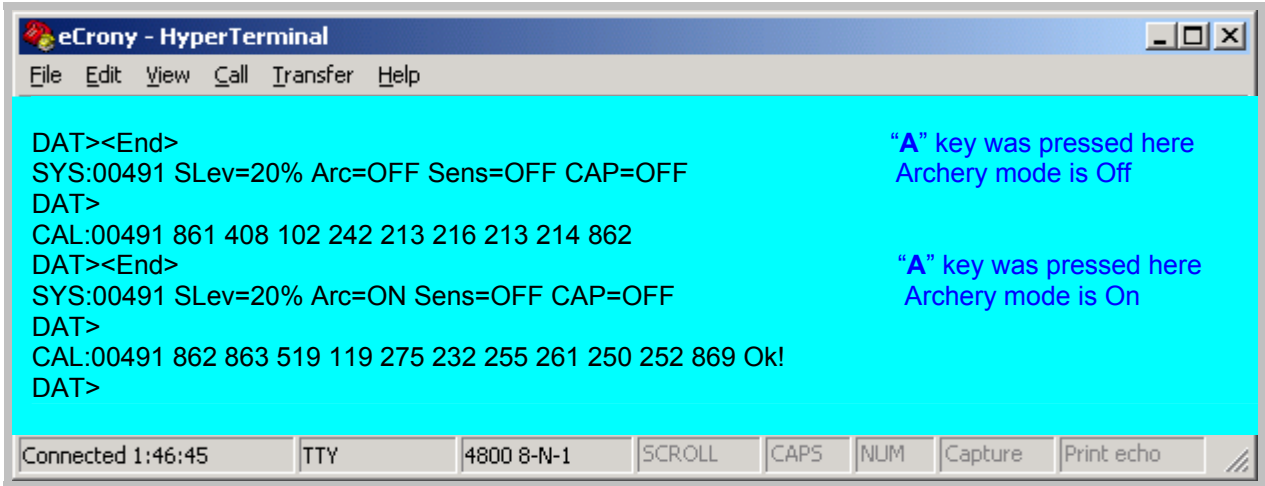 eCrony - HyperTerminal
File Edit View Call Transfer Help
DAT><End> “A” key was pressed here
SYS:00491 SLev=20% Arc=OFF Sens=OFF CAP=OFF Archery mode is Off
DAT>
CAL:00491 861 408 102 242 213 216 213 214 862
DAT><End> “A” key was pressed here
SYS:00491 SLev=20% Arc=ON Sens=OFF CAP=OFF Archery mode is On
DAT>
CAL:00491 862 863 519 119 275 232 255 261 250 252 869 Ok!
DAT>
Connected 1:46:45 TTY 4800 8-N-1 SCROLL CAPS NUM Capture Print echo